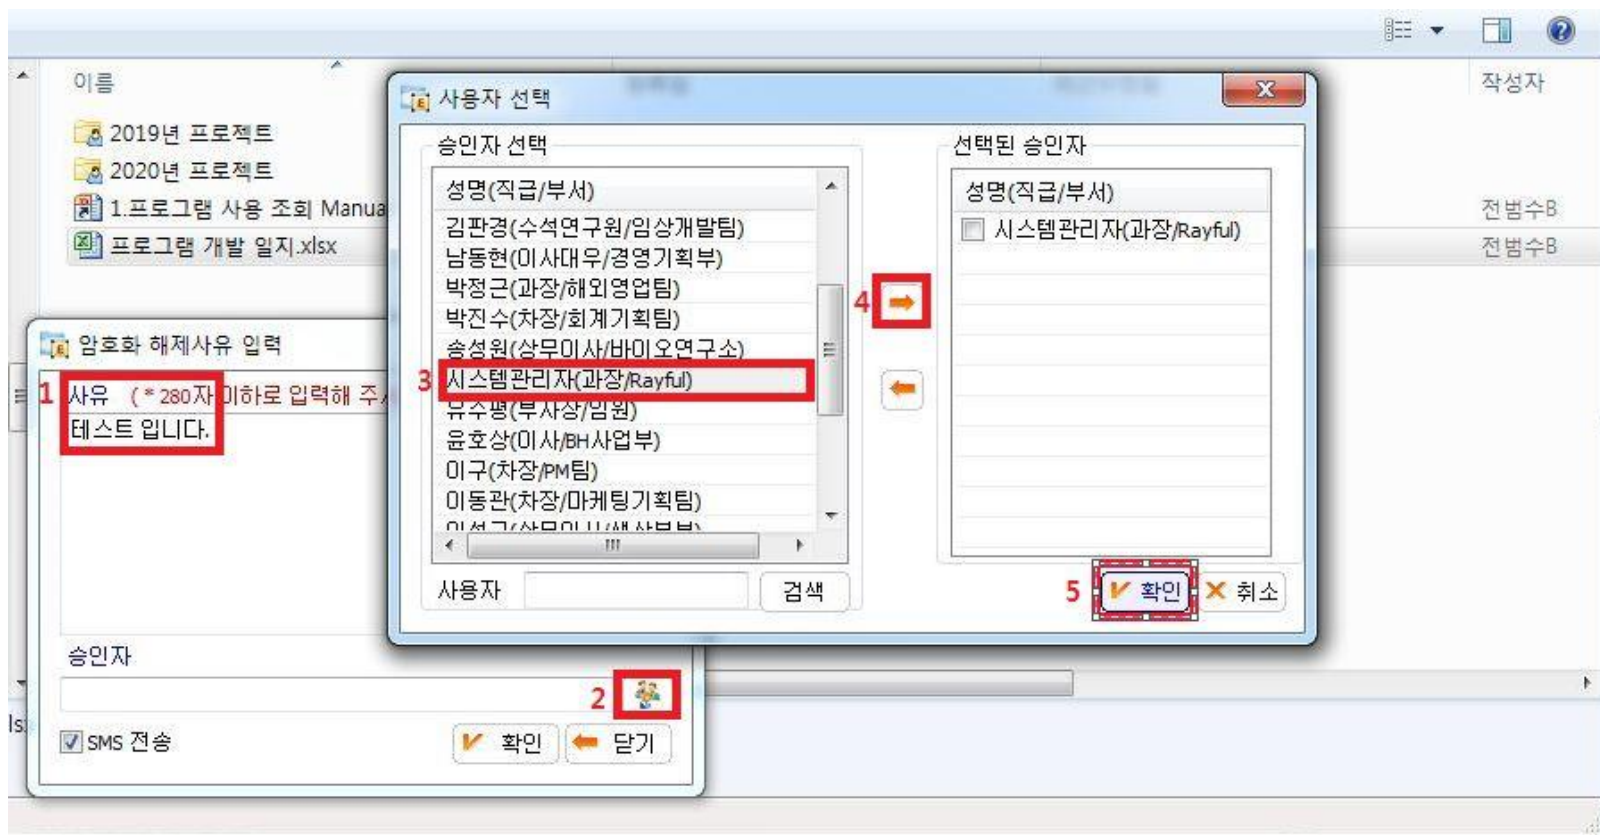 이름
작성자
2019년 프로젝트
2020년 프로젝트
1.프로그램 사용 조회 Manua
전범수B
프로그램 개발 일지.xlsx
전범수B
사용자 선택
승인자 선택
성명(직급/부서)
김판경(수석연구원/임상개발팀)
남동현(이사대우/경영기획부)
박정근(과장/해외영업팀)
박진수(차장/회계기획팀)
송성원(상무이사/바이오연구소)
3 시스템관리자(과장/Rayful)
유수평(부사장/임원)
윤호상(이사/BH사업부)
이구(차장/PM팀)
이동관(차장/마케팅기획팀)
사용자
검색
4
선택된 승인자
성명(직급/부서)
시스템관리자(과장/Rayful)
5 확인
취소
암호화 해제사유 입력
1 사유 ( * 280자 이하로 입력해 주
테스트 입니다.
승인자
2
SMS 전송
확인
닫기